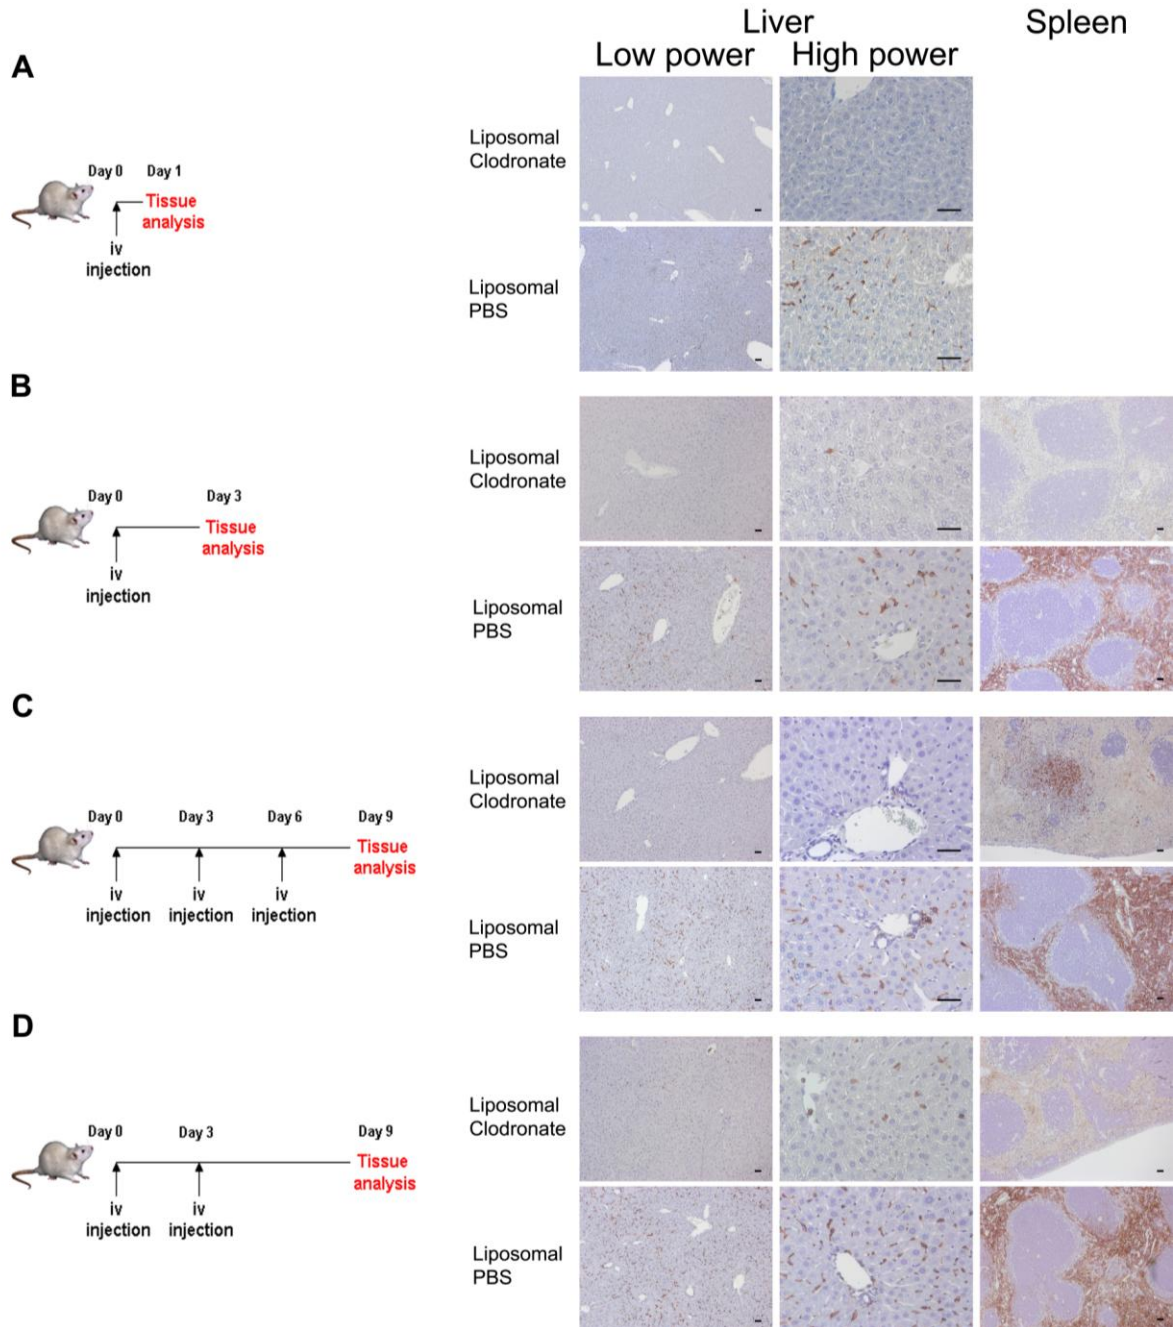 Liver
Spleen
Low power
High power
A
Day 0
Day 1
Tissue
analysis
iv
injection
Liposomal
Clodronate
Liposomal
PBS
B
Day 0
Day 3
Tissue
analysis
iv
injection
Liposomal
Clodronate
Liposomal
PBS
C
Day 0
Day 3
Day 6
Day 9
Tissue
analysis
iv
injection
iv
injection
iv
injection
Liposomal
Clodronate
Liposomal
PBS
D
Day 0
Day 3
Day 9
Tissue
analysis
iv
injection
iv
injection
Liposomal
Clodronate
Liposomal
PBS